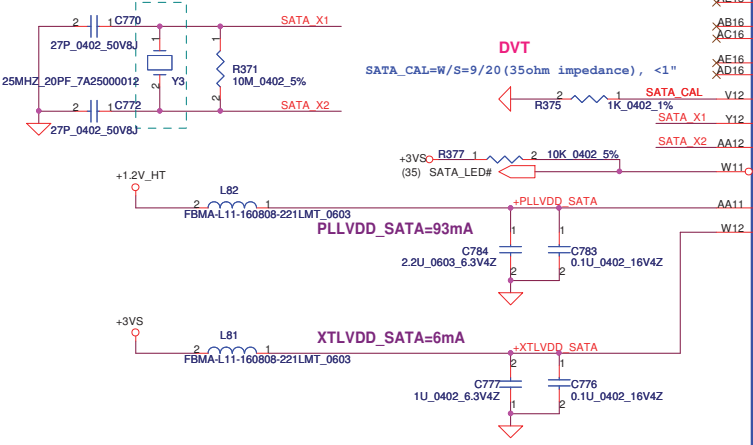 2 C770 1
SATA_X1
27P_0402_50V8J
AB16
AC16
DVT
SATA_CAL=W/S=9/20(35ohm impedance), <1"
AE16
AD16
1
1
R371
25MHZ_20PF_7A25000012
Y3
10M_0402_5%
2
2
2 C772 1
SATA_X2
27P_0402_50V8J
2 1 SATA_CAL V12
R375 1K_0402_1%
SATA_X1 Y12
SATA_X2 AA12
+3VS R377 1 2 10K_0402_5%
(35) SATA_LED# W11
+1.2V_HT
L82
2 1 +PLLVDD_SATA AA11
FBMA-L11-160808-221LMT_0603
PLLVDD_SATA=93mA
W12
1 1
C784 C783
2.2U_0603_6.3V4Z 0.1U_0402_16V4Z
2 2
+3VS
L81
XTLVDD_SATA=6mA
2 1 +XTLVDD_SATA
FBMA-L11-160808-221LMT_0603
2 1
C777 C776
1U_0402_6.3V4Z 0.1U_0402_16V4Z
1 2